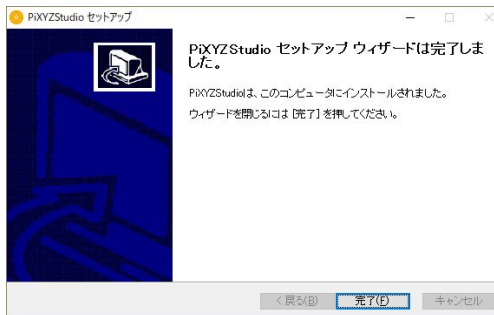 PiXYZStudio セットアップ
PiXYZStudio セットアップ ウィザードは完了しま
した。
PiXYZStudioは、このコンピュータにインストールされました。
ウィザードを閉じるには [完了] を押してください。
< 戻る(B)
完了(F)
キャンセル